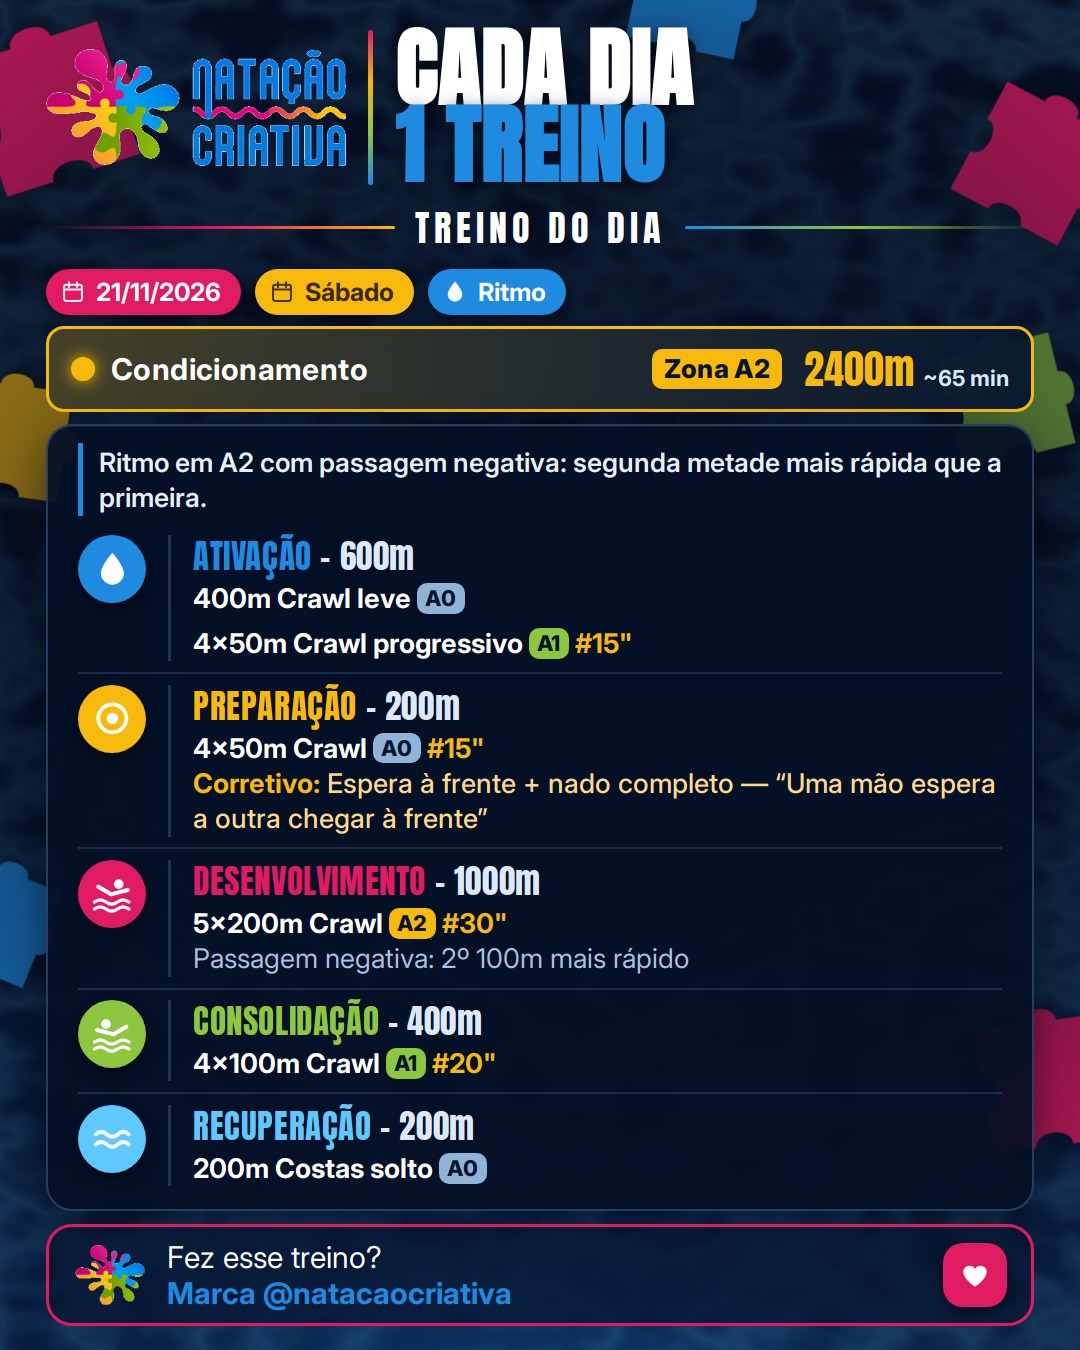 NATAÇÃO
CRIATIVA
CADA DIA
1 TREINO
TREINO DO DIA
21/11/2026
Sábado
Ritmo
Condicionamento
Zona A2
2400m ~65 min
Ritmo em A2 com passagem negativa: segunda metade mais rápida que a
primeira.
ATIVAÇÃO - 600m
400m Crawl leve A0
4×50m Crawl progressivo A1 #15"
PREPARAÇÃO - 200m
4×50m Crawl A0 #15"
Corretivo: Espera à frente + nado completo — “Uma mão espera
a outra chegar à frente”
DESENVOLVIMENTO - 1000m
5×200m Crawl A2 #30"
Passagem negativa: 2º 100m mais rápido
CONSOLIDAÇÃO - 400m
4×100m Crawl A1 #20"
RECUPERAÇÃO - 200m
200m Costas solto A0
Fez esse treino?
Marca @natacaocriativa